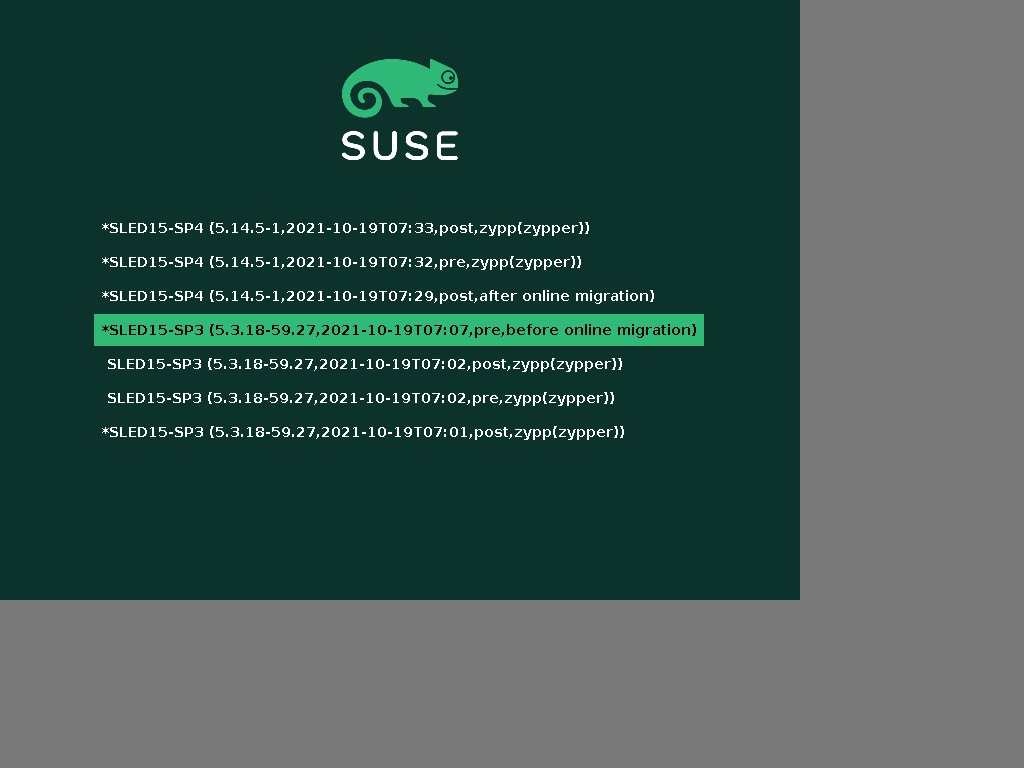 SUSE
*SLED15-SP4 (5.14.5-1,2021-10-19T07:33,post,zypp(zypper))
*SLED15-SP4 (5.14.5-1,2021-10-19T07:32,pre,zypp(zypper))
*SLED15-SP4 (5.14.5-1,2021-10-19T07:29,post,after online migration)
*SLED15-SP3 (5.3.18-59.27,2021-10-19T07:07,pre,before online migration)
SLED15-SP3 (5.3.18-59.27,2021-10-19T07:02,post,zypp(zypper))
SLED15-SP3 (5.3.18-59.27,2021-10-19T07:02,pre,zypp(zypper))
*SLED15-SP3 (5.3.18-59.27,2021-10-19T07:01,post,zypp(zypper))